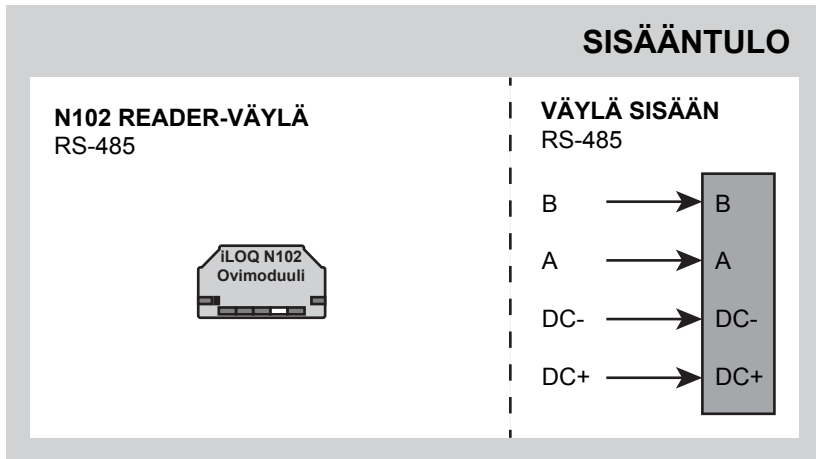 SISÄÄNTULO
N102 READER-VÄYLÄ
RS-485
iLOQ N102
Ovimoduuli
VÄYLÄ SISÄÄN
RS-485
B B
A A
DC- DC-
DC+ DC+